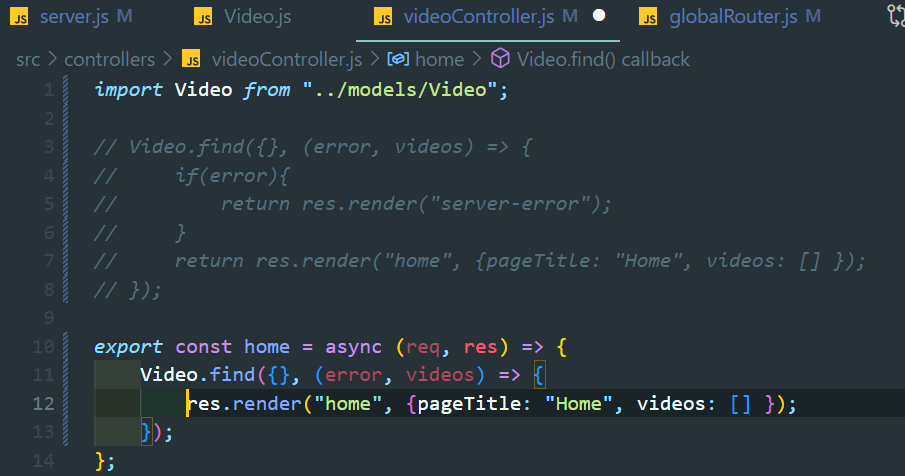 JS server.js M JS Video.js JS videoController.js M JS globalRouter.js M
src > controllers > JS videoController.js > home > Video.find() callback
1 import Video from "../models/Video";
2
3 // Video.find({}, (error, videos) => {
4 //     if(error){
5 //         return res.render("server-error");
6 //     }
7 //     return res.render("home", {pageTitle: "Home", videos: [] });
8 // });
9
10 export const home = async (req, res) => {
11     Video.find({}, (error, videos) => {
12         res.render("home", {pageTitle: "Home", videos: [] });
13     });
14 };